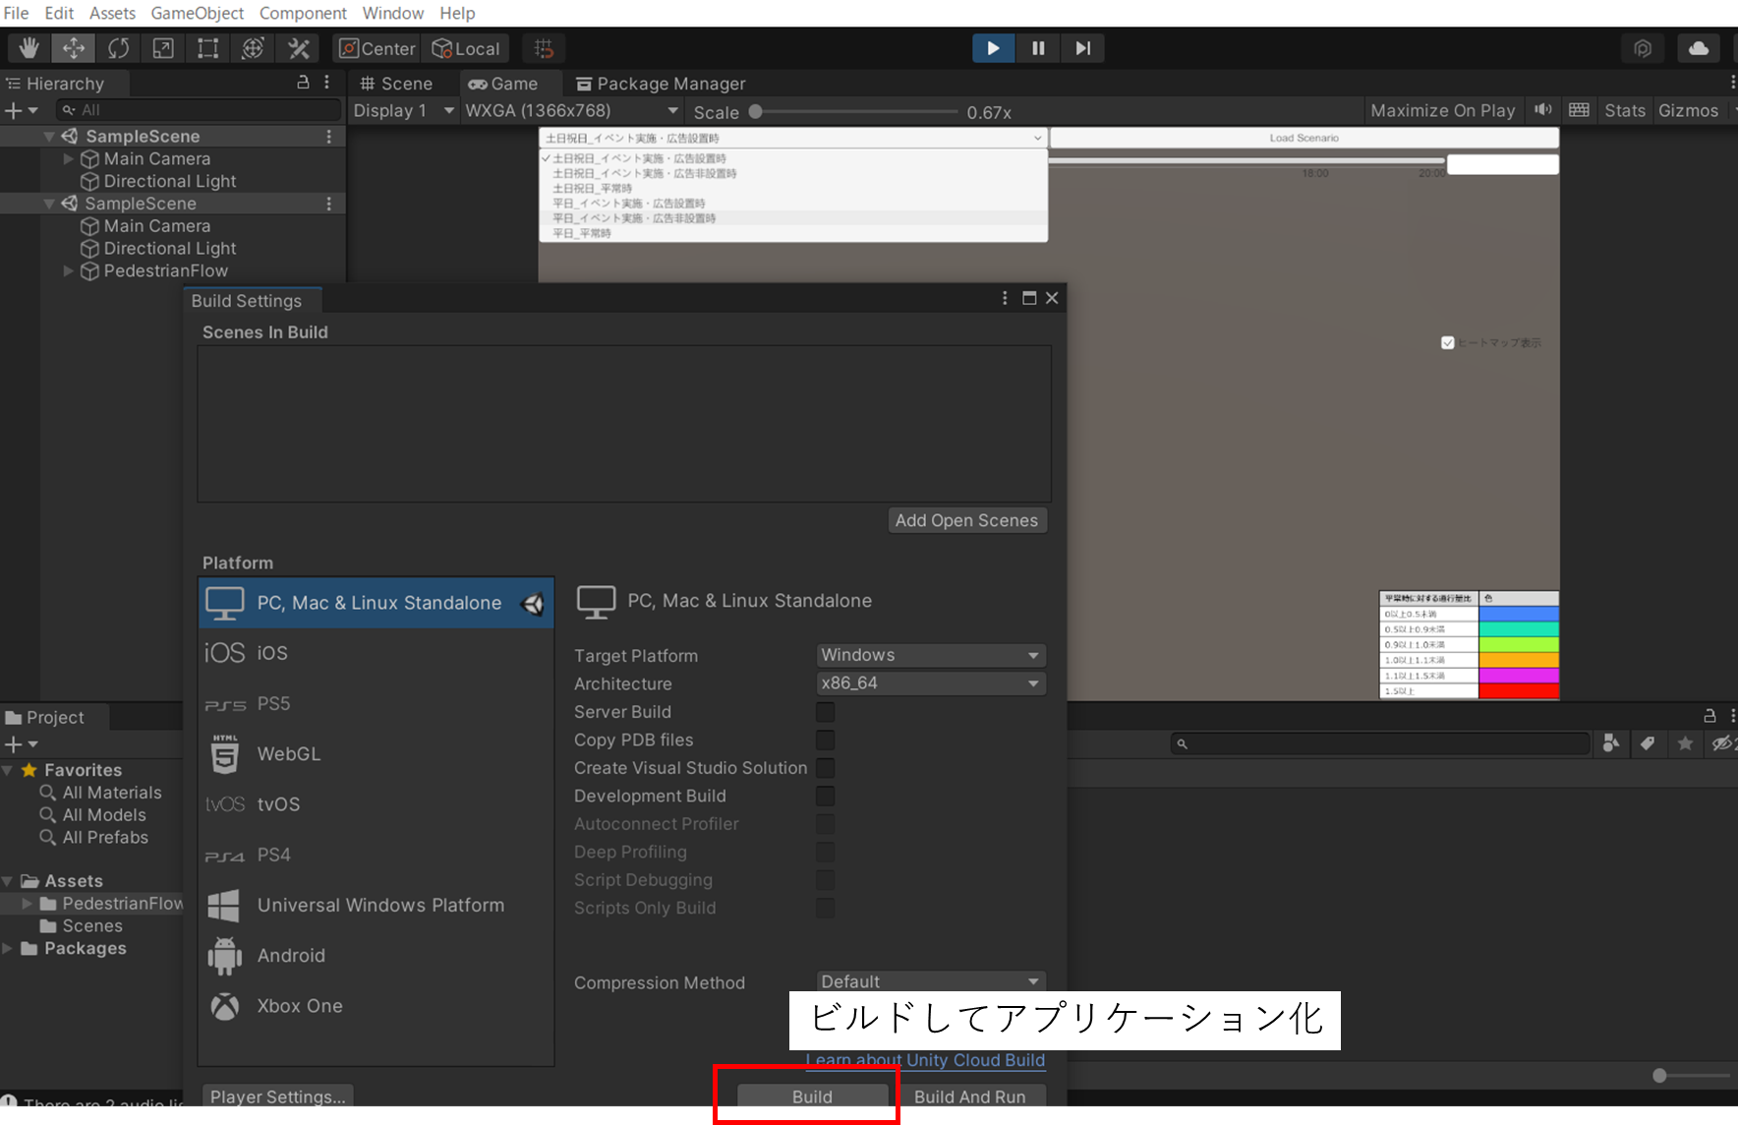 File Edit Assets GameObject Component Window Help
Center Local
Hierarchy
Scene Game Package Manager
All
Display 1 WXGA (1366x768) Scale 0.67x Maximize On Play Stats Gizmos
SampleScene
Main Camera
Directional Light
SampleScene
Main Camera
Directional Light
PedestrianFlow
土日祝日_イベント実施・広告設置時
Load Scenario
土日祝日_イベント実施・広告設置時
土日祝日_イベント実施・広告非設置時
土日祝日_平常時
平日_イベント実施・広告設置時
平日_イベント実施・広告非設置時
平日_平常時
18:00 20:00
ヒートマップ表示
Build Settings
Scenes In Build
Add Open Scenes
Platform
PC, Mac & Linux Standalone
iOS iOS
PS5 PS5
HTML 5 WebGL
tvOS tvOS
PS4 PS4
Universal Windows Platform
Android
Xbox One
PC, Mac & Linux Standalone
Target Platform Windows
Architecture x86_64
Server Build
Copy PDB files
Create Visual Studio Solution
Development Build
Autoconnect Profiler
Deep Profiling
Script Debugging
Scripts Only Build
Compression Method Default
ビルドしてアプリケーション化
Learn about Unity Cloud Build
Player Settings... Build Build And Run
平常時に対する通行量比 色
0以上0.5未満
0.5以上0.9未満
0.9以上1.0未満
1.0以上1.1未満
1.1以上1.5未満
1.5以上
Project
Favorites
All Materials
All Models
All Prefabs
Assets
PedestrianFlow
Scenes
Packages
There are 2 audio lis